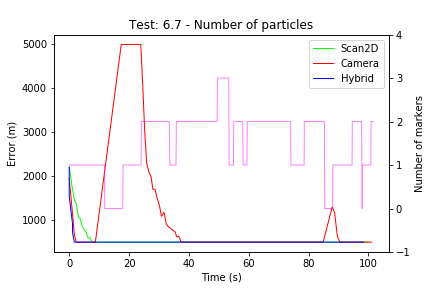 Test: 6.7 - Number of particles
Scan2D
Camera
Hybrid
Error (m)
5000
4000
3000
2000
1000
4
3
2
1
0
−1
Number of markers
0
20
40
60
80
100
Time (s)